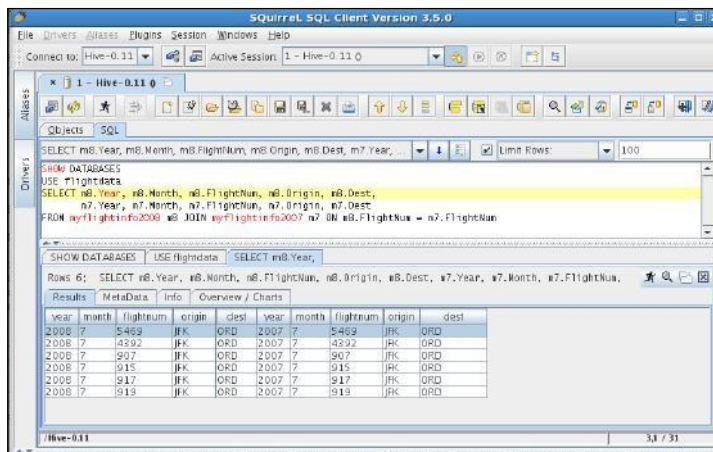 SQuirreL SQL Client Version 3.5.0
File Drivers Aliases Plugins Session Windows Help
Connect to: Hive-0.11 Active Session: 1 - Hive-0.11 ()
1 - Hive-0.11 ()
Aliases
Drivers
Objects SQL
SELECT m8.Year, m8.Month, m8.FlightNum, m8.Origin, m8.Dest, m7.Year, ... Limit Rows: 100
SHOW DATABASES
USE flightdata
SELECT m8.Year, m8.Month, m8.FlightNum, m8.Origin, m8.Dest,
m7.Year, m7.Month, m7.FlightNum, m7.Origin, m7.Dest
FROM myflightinfo2008 m8 JOIN myflightinfo2007 m7 ON m8.FlightNum = m7.FlightNum
SHOW DATABASES USE flightdata SELECT m8.Year,
Rows 6; SELECT m8.Year, m8.Month, m8.FlightNum, m8.Origin, m8.Dest, m7.Year, m7.Month, m7.FlightNum,
Results MetaData Info Overview / Charts
year month flightnum origin dest year month flightnum origin dest
2008 7 5469 JFK ORD 2007 7 5469 JFK ORD
2008 7 4392 JFK ORD 2007 7 4392 JFK ORD
2008 7 907 JFK ORD 2007 7 907 JFK ORD
2008 7 915 JFK ORD 2007 7 915 JFK ORD
2008 7 917 JFK ORD 2007 7 917 JFK ORD
2008 7 919 JFK ORD 2007 7 919 JFK ORD
/Hive-0.11 3,1 / 31